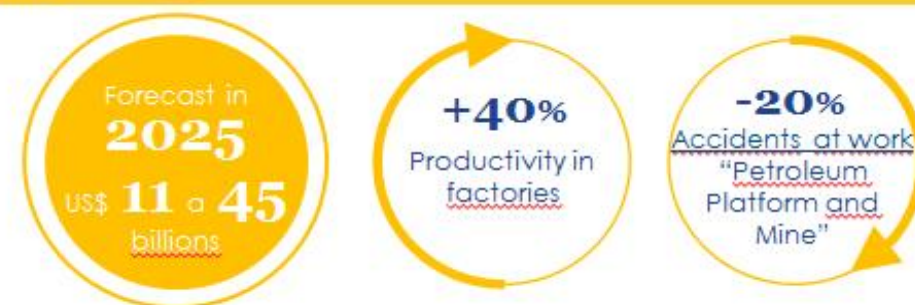 Forecast in
2025
US$ 11 a 45
billions
+40%
Productivity in
factories
-20%
Accidents at work
“Petroleum
Platform and
Mine”